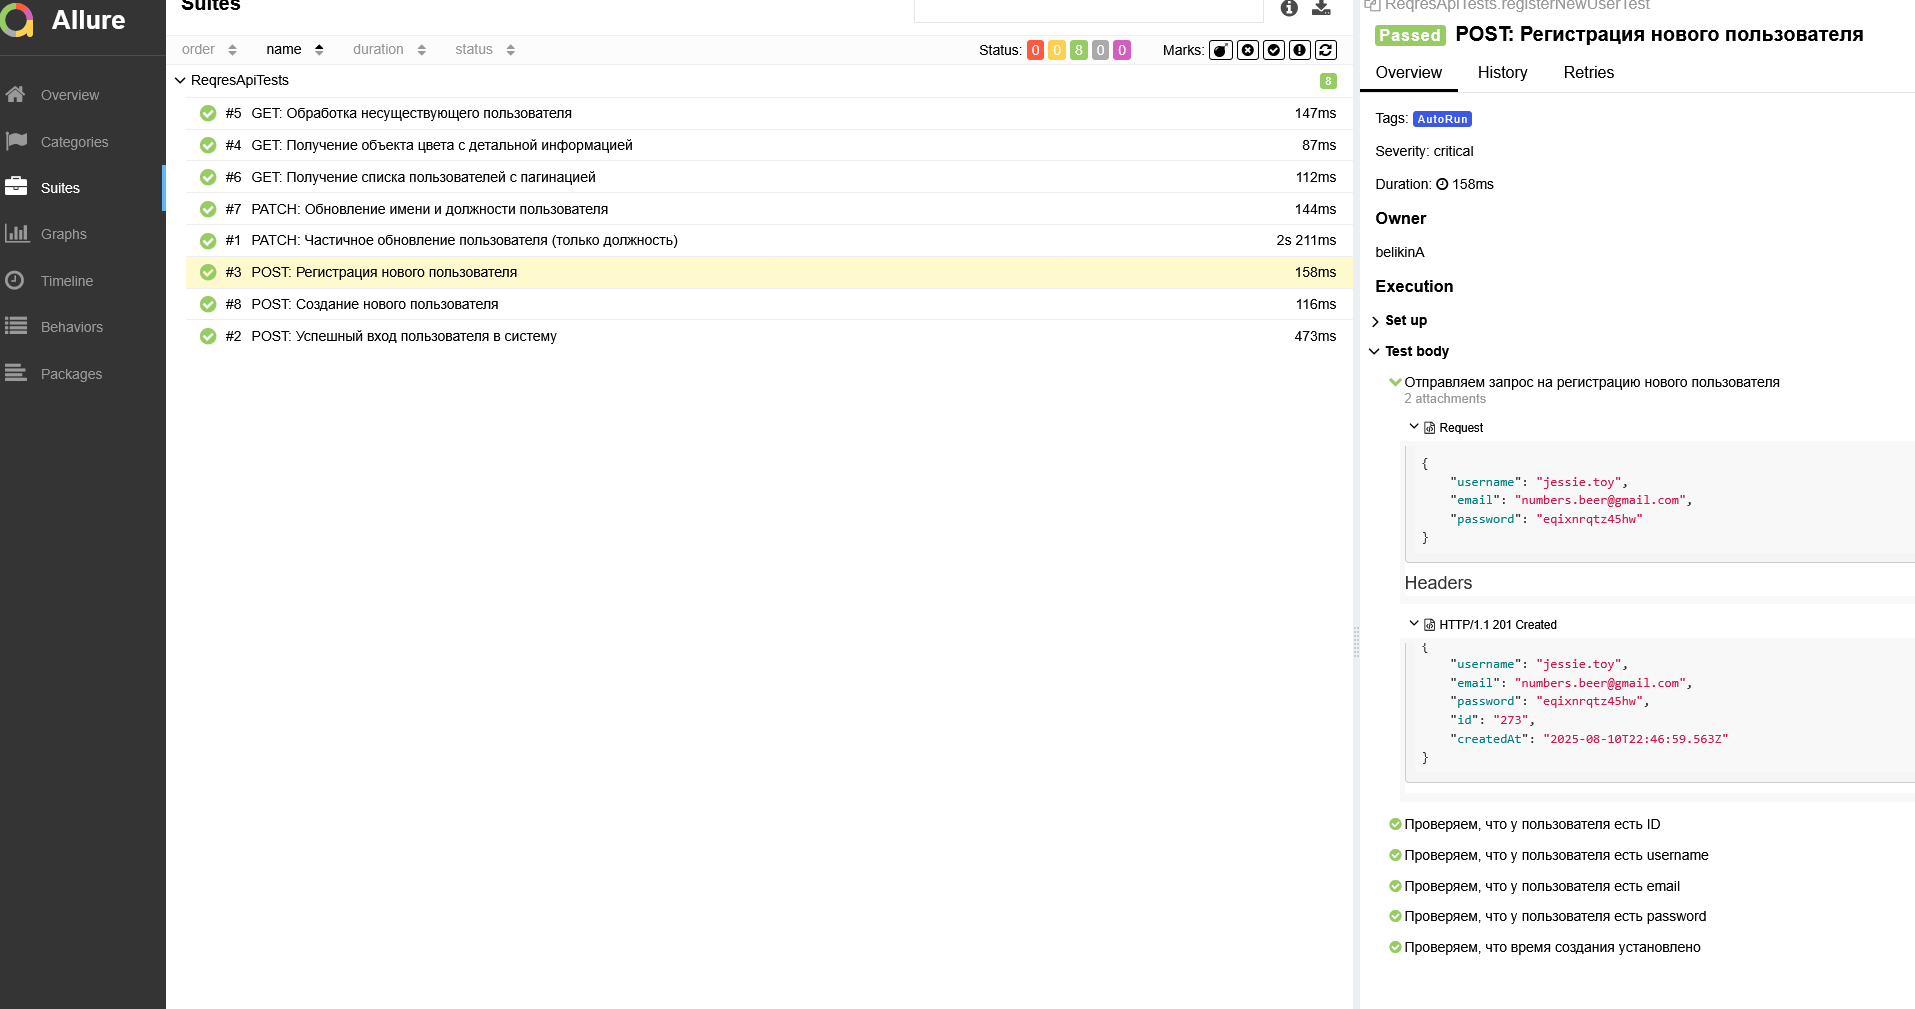 Allure
Overview
Categories
Suites
Graphs
Timeline
Behaviors
Packages
Suites
order name duration status Status: 0 0 8 0 0 Marks:
ReqresApiTests 8
#5 GET: Обработка несуществующего пользователя 147ms
#4 GET: Получение объекта цвета с детальной информацией 87ms
#6 GET: Получение списка пользователей с пагинацией 112ms
#7 PATCH: Обновление имени и должности пользователя 144ms
#1 PATCH: Частичное обновление пользователя (только должность) 2s 211ms
#3 POST: Регистрация нового пользователя 158ms
#8 POST: Создание нового пользователя 116ms
#2 POST: Успешный вход пользователя в систему 473ms
ReqresApiTests.registerNewUserTest
Passed POST: Регистрация нового пользователя
Overview History Retries
Tags: AutoRun
Severity: critical
Duration: 158ms
Owner
belikinA
Execution
Set up
Test body
Отправляем запрос на регистрацию нового пользователя
2 attachments
Request
{
"username": "jessie.toy",
"email": "numbers.beer@gmail.com",
"password": "eqixnrqtz45hw"
}
Headers
HTTP/1.1 201 Created
{
"username": "jessie.toy",
"email": "numbers.beer@gmail.com",
"password": "eqixnrqtz45hw",
"id": "273",
"createdAt": "2025-08-10T22:46:59.563Z"
}
Проверяем, что у пользователя есть ID
Проверяем, что у пользователя есть username
Проверяем, что у пользователя есть email
Проверяем, что у пользователя есть password
Проверяем, что время создания установлено